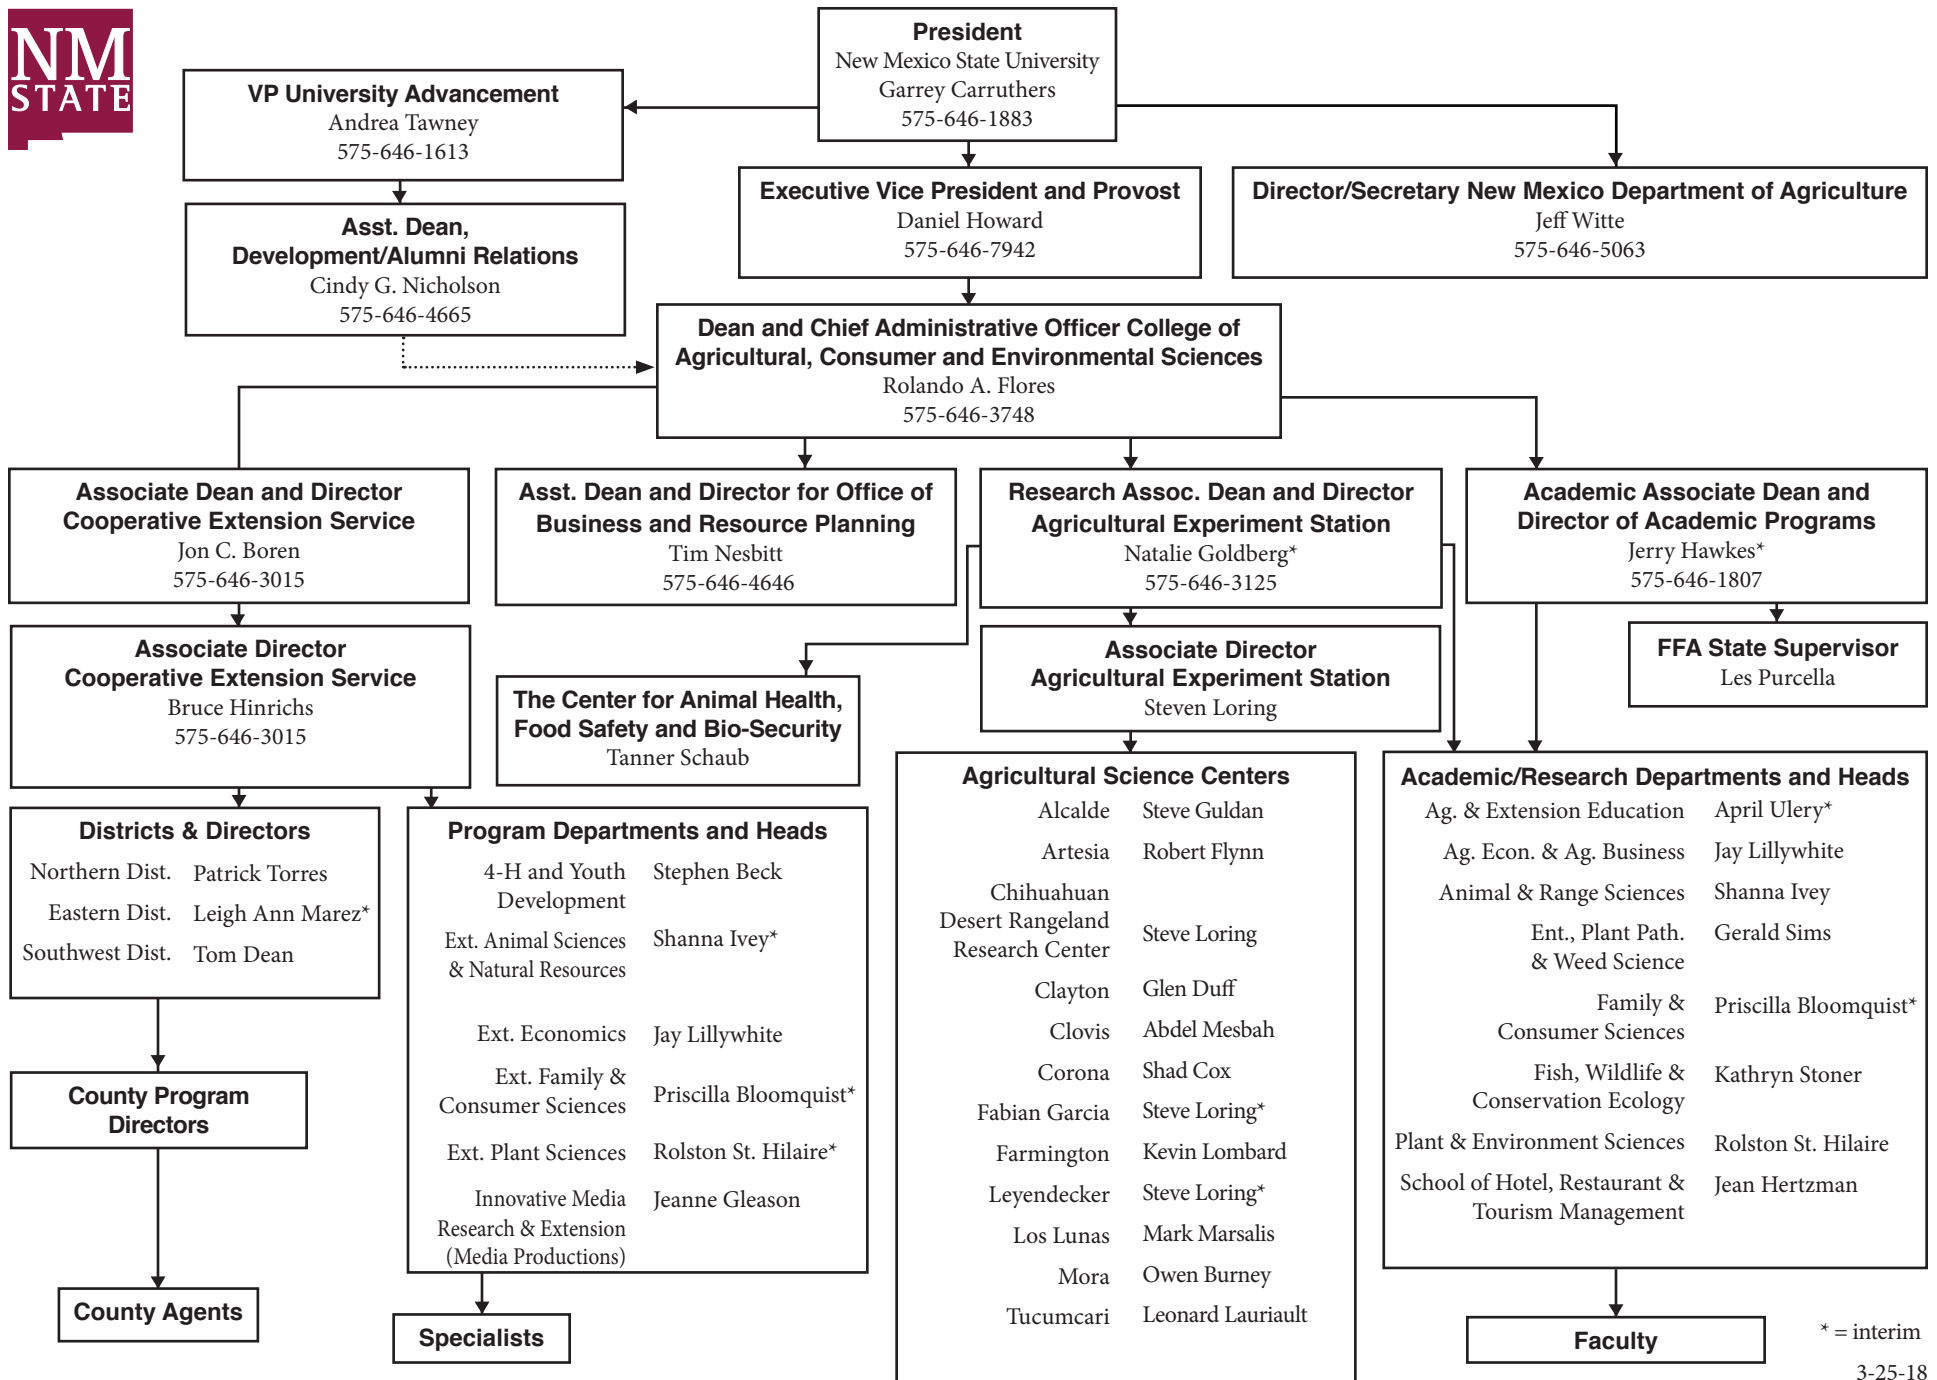 NM
STATE
President
New Mexico State University
Garrey Carruthers
575-646-1883
VP University Advancement
Andrea Tawney
575-646-1613
Asst. Dean,
Development/Alumni Relations
Cindy G. Nicholson
575-646-4665
Executive Vice President and Provost
Daniel Howard
575-646-7942
Director/Secretary New Mexico Department of Agriculture
Jeff Witte
575-646-5063
Dean and Chief Administrative Officer College of
Agricultural, Consumer and Environmental Sciences
Rolando A. Flores
575-646-3748
Associate Dean and Director
Cooperative Extension Service
Jon C. Boren
575-646-3015
Asst. Dean and Director for Office of
Business and Resource Planning
Tim Nesbitt
575-646-4646
Research Assoc. Dean and Director
Agricultural Experiment Station
Natalie Goldberg*
575-646-3125
Academic Associate Dean and
Director of Academic Programs
Jerry Hawkes*
575-646-1807
Associate Director
Cooperative Extension Service
Bruce Hinrichs
575-646-3015
The Center for Animal Health,
Food Safety and Bio-Security
Tanner Schaub
Associate Director
Agricultural Experiment Station
Steven Loring
FFA State Supervisor
Les Purcella
Districts & Directors
Northern Dist. Patrick Torres
Eastern Dist. Leigh Ann Marez*
Southwest Dist. Tom Dean
County Program
Directors
County Agents
Program Departments and Heads
4-H and Youth Stephen Beck
Development
Ext. Animal Sciences Shanna Ivey*
& Natural Resources
Ext. Economics Jay Lillywhite
Ext. Family &
Consumer Sciences Priscilla Bloomquist*
Ext. Plant Sciences Rolston St. Hilaire*
Innovative Media Jeanne Gleason
Research & Extension
(Media Productions)
Specialists
Agricultural Science Centers
Alcalde Steve Guldan
Artesia Robert Flynn
Chihuahuan
Desert Rangeland Steve Loring
Research Center
Clayton Glen Duff
Clovis Abdel Mesbah
Corona Shad Cox
Fabian Garcia Steve Loring*
Farmington Kevin Lombard
Leyendecker Steve Loring*
Los Lunas Mark Marsalis
Mora Owen Burney
Tucumcari Leonard Lauriault
Academic/Research Departments and Heads
Ag. & Extension Education April Ulery*
Ag. Econ. & Ag. Business Jay Lillywhite
Animal & Range Sciences Shanna Ivey
Ent., Plant Path. Gerald Sims
& Weed Science
Family & Priscilla Bloomquist*
Consumer Sciences
Fish, Wildlife & Kathryn Stoner
Conservation Ecology
Plant & Environment Sciences Rolston St. Hilaire
School of Hotel, Restaurant & Jean Hertzman
Tourism Management
Faculty
* = interim
3-25-18